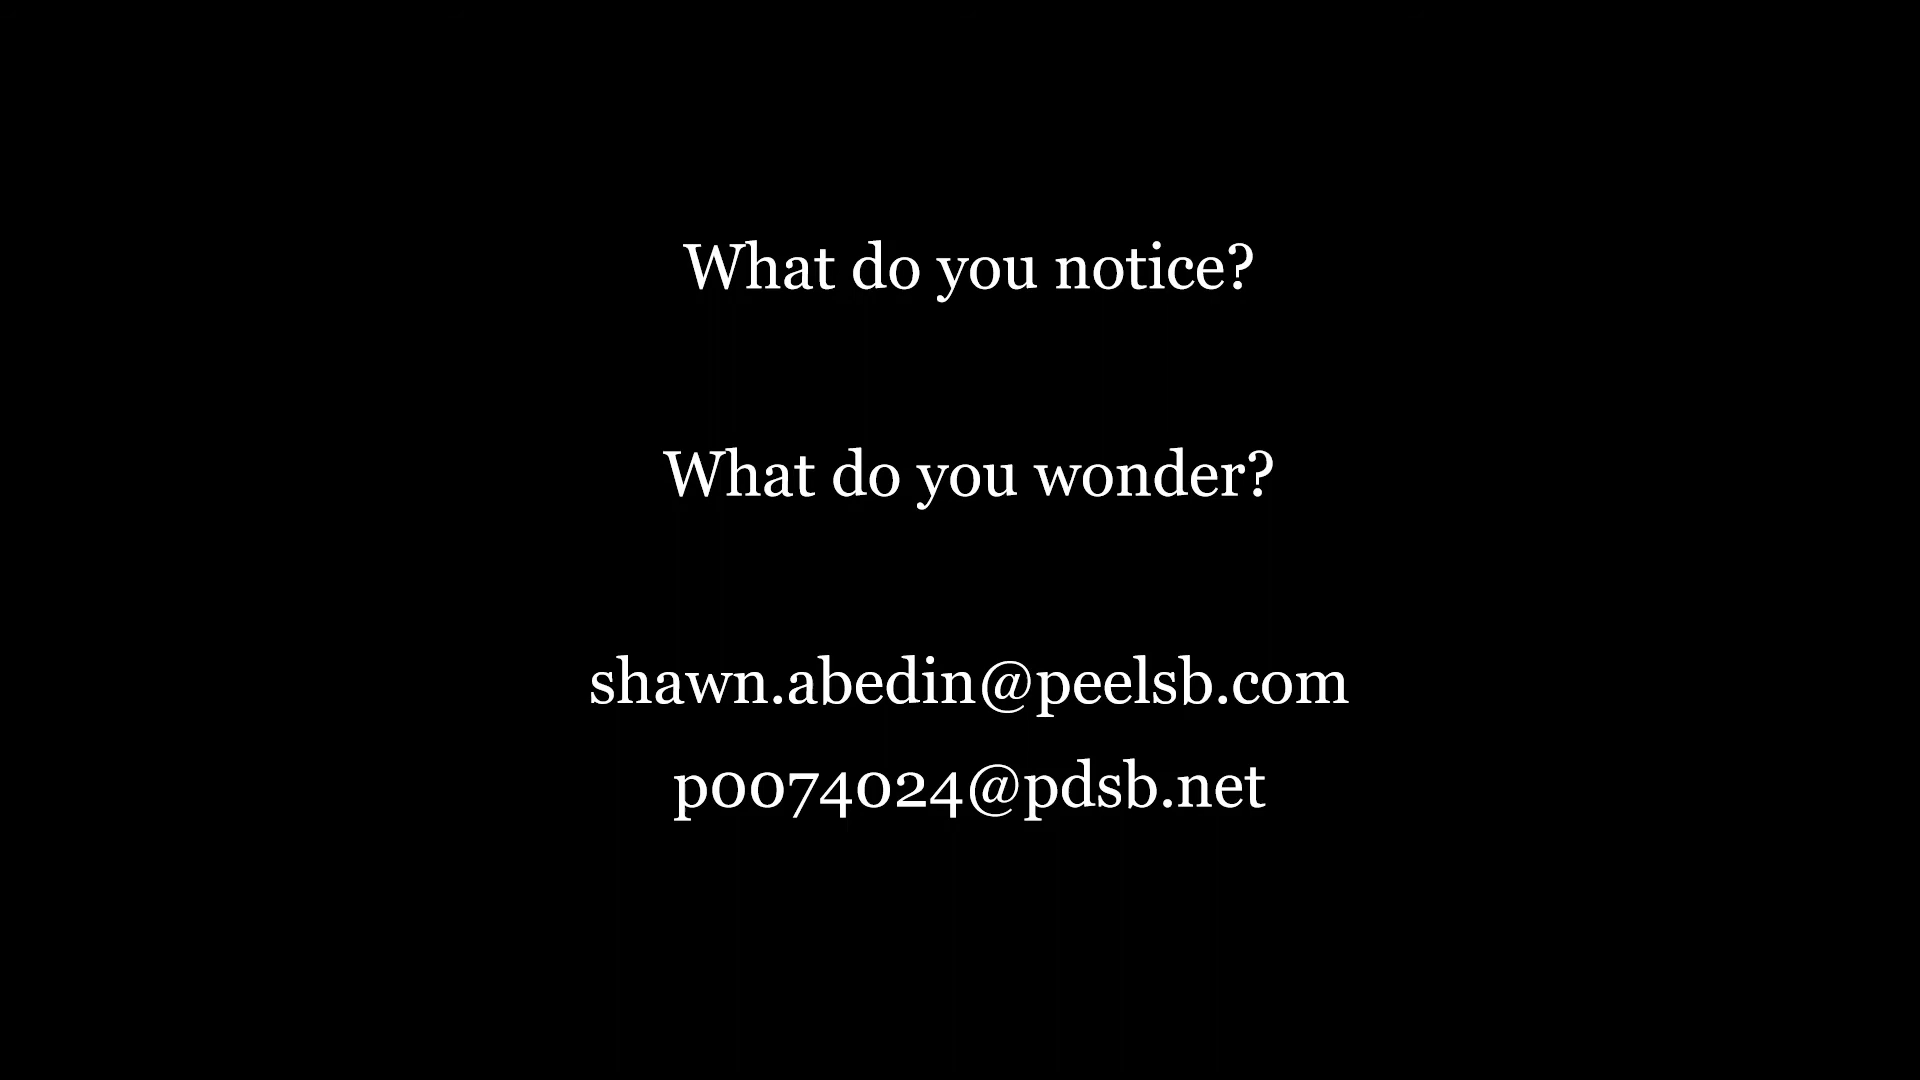 What do you notice?
What do you wonder?
shawn.abedin@peelsb.com
p0074024@pdsb.net